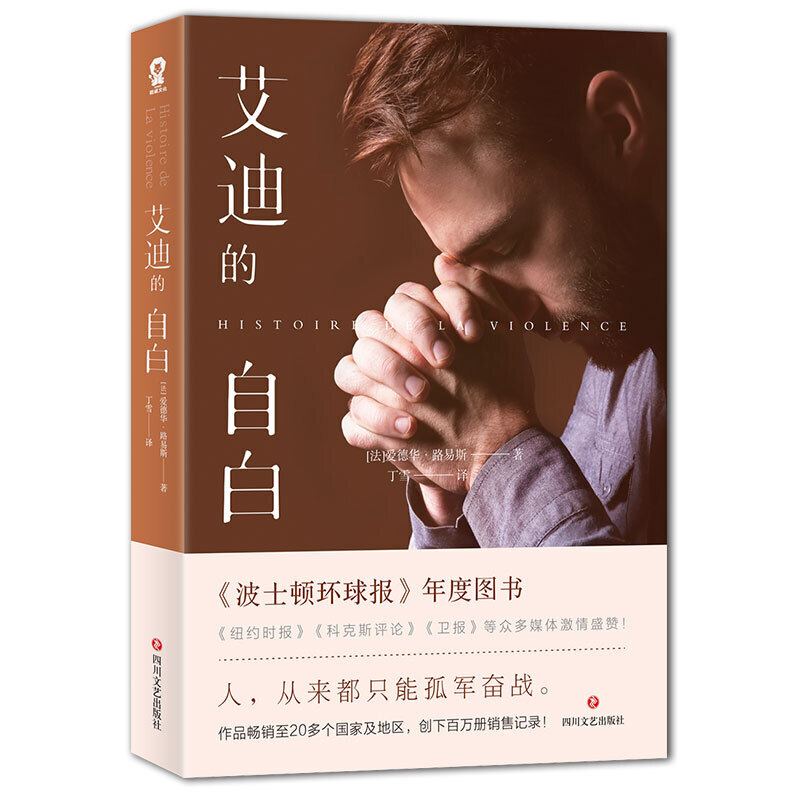 酷威文化
Histoire de
La violence
艾迪的
自白
[法]爱德华·路易斯——著
丁雪——译
四川文艺出版社
艾迪的
HISTOIRE DE LA VIOLENCE
自白
[法]爱德华·路易斯——著
丁雪——译
《波士顿环球报》年度图书
《纽约时报》《科克斯评论》《卫报》等众多媒体激情盛赞！
人，从来都只能孤军奋战。
作品畅销至20多个国家及地区，创下百万册销售记录！
四川文艺出版社